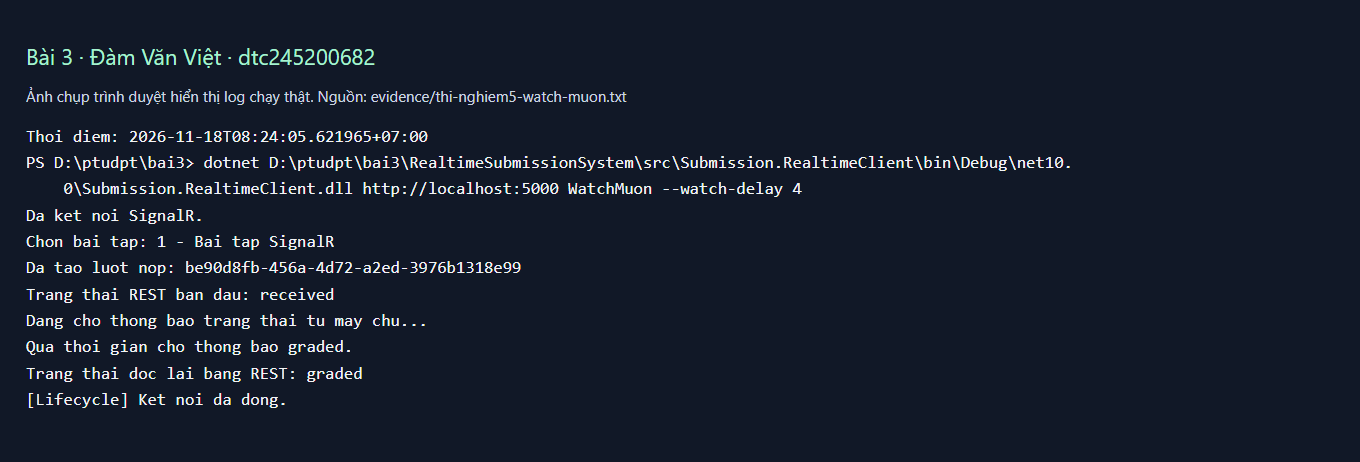 Bài 3 · Đàm Văn Việt · dtc245200682
Ảnh chụp trình duyệt hiển thị log chạy thật. Nguồn: evidence/thi-nghiem5-watch-muon.txt
Thoi diem: 2026-11-18T08:24:05.621965+07:00
PS D:\ptudpt\bai3> dotnet D:\ptudpt\bai3\RealtimeSubmissionSystem\src\Submission.RealtimeClient\bin\Debug\net10.
0\Submission.RealtimeClient.dll http://localhost:5000 WatchMuon --watch-delay 4
Da ket noi SignalR.
Chon bai tap: 1 - Bai tap SignalR
Da tao luot nop: be90d8fb-456a-4d72-a2ed-3976b1318e99
Trang thai REST ban dau: received
Dang cho thong bao trang thai tu may chu...
Qua thoi gian cho thong bao graded.
Trang thai doc lai bang REST: graded
[Lifecycle] Ket noi da dong.